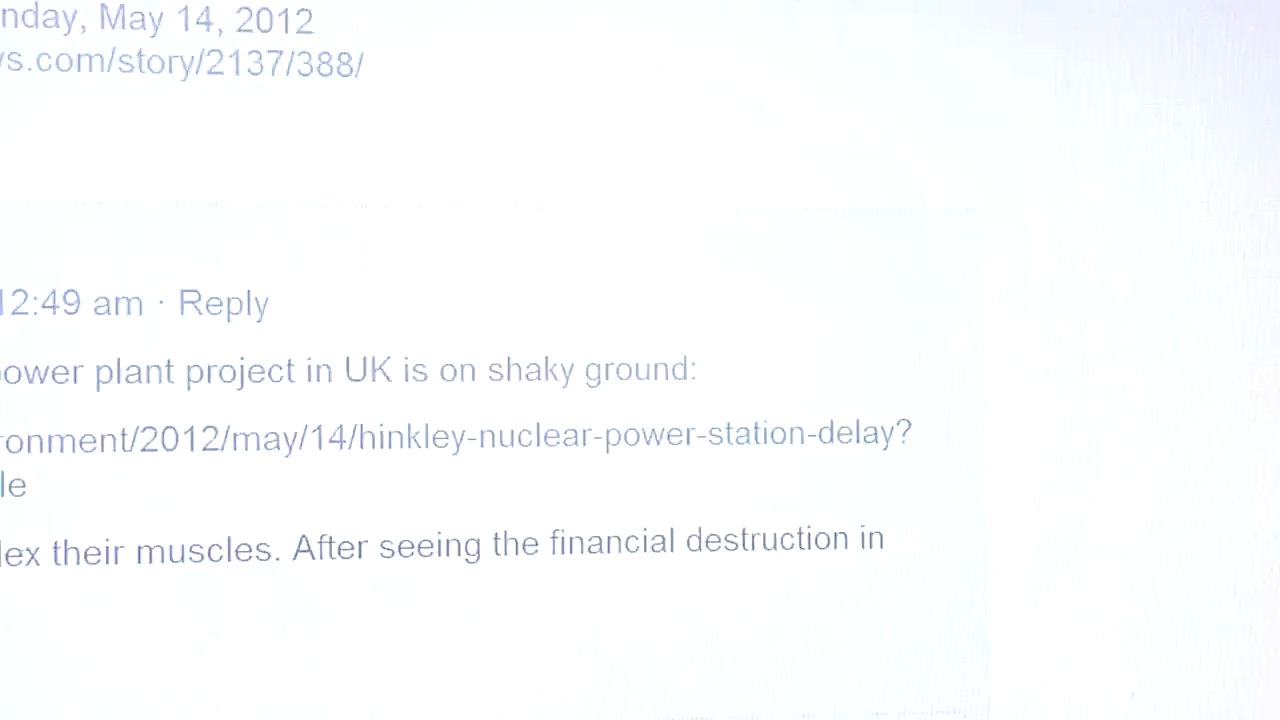 nday, May 14, 2012
s.com/story/2137/388/
12:49 am · Reply
ower plant project in UK is on shaky ground:
ronment/2012/may/14/hinkley-nuclear-power-station-delay?
le
lex their muscles. After seeing the financial destruction in